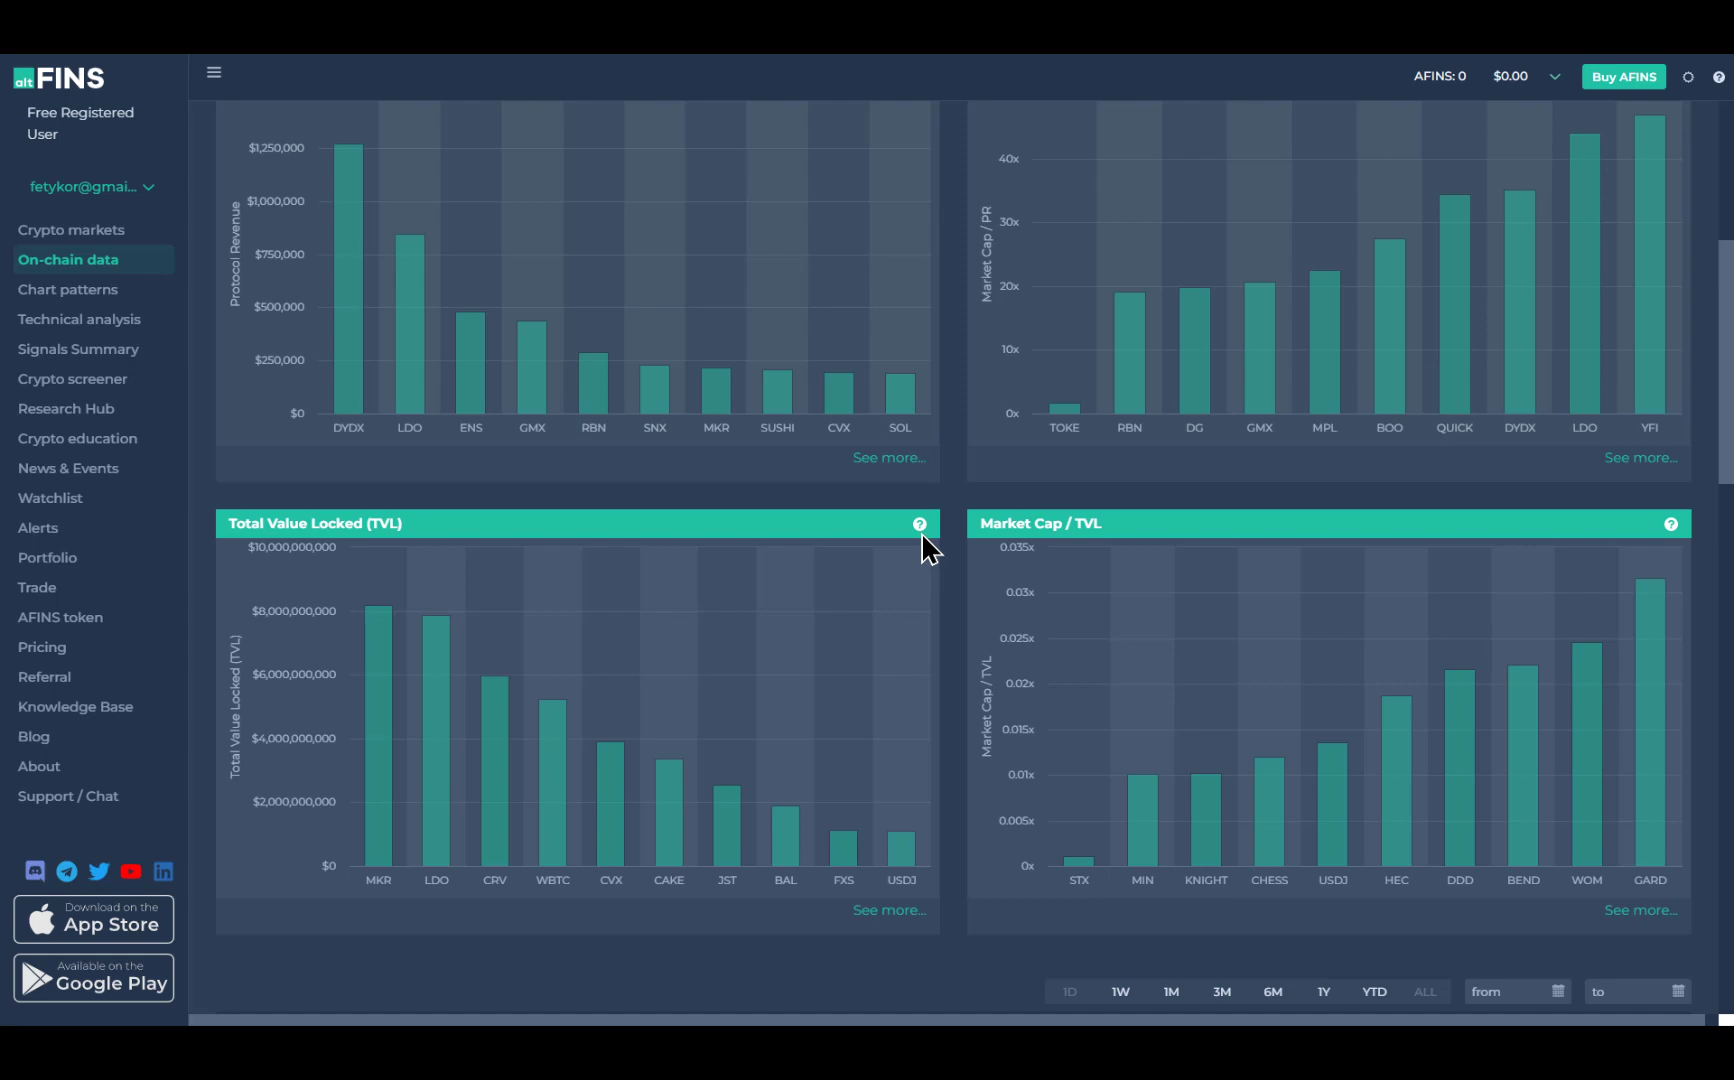 alt FINS
Free Registered
User
fetykor@gmai...
Crypto markets
On-chain data
Chart patterns
Technical analysis
Signals Summary
Crypto screener
Research Hub
Crypto education
News & Events
Watchlist
Alerts
Portfolio
Trade
AFINS token
Pricing
Referral
Knowledge Base
Blog
About
Support / Chat
Download on the
App Store
Available on the
Google Play
AFINS: 0 $0.00 Buy AFINS ?
Protocol Revenue
$1,250,000
$1,000,000
$750,000
$500,000
$250,000
$0
DYDX LDO ENS GMX RBN SNX MKR SUSHI CVX SOL
See more...
Market Cap / PR
40x
30x
20x
10x
0x
TOKE RBN DG GMX MPL BOO QUICK DYDX LDO YFI
See more...
Total Value Locked (TVL) ?
Total Value Locked (TVL)
$10,000,000,000
$8,000,000,000
$6,000,000,000
$4,000,000,000
$2,000,000,000
$0
MKR LDO CRV WBTC CVX CAKE JST BAL FXS USDJ
See more...
Market Cap / TVL ?
Market Cap / TVL
0.035x
0.03x
0.025x
0.02x
0.015x
0.01x
0.005x
0x
STX MIN KNIGHT CHESS USDJ HEC DDD BEND WOM GARD
See more...
1D 1W 1M 3M 6M 1Y YTD ALL from to